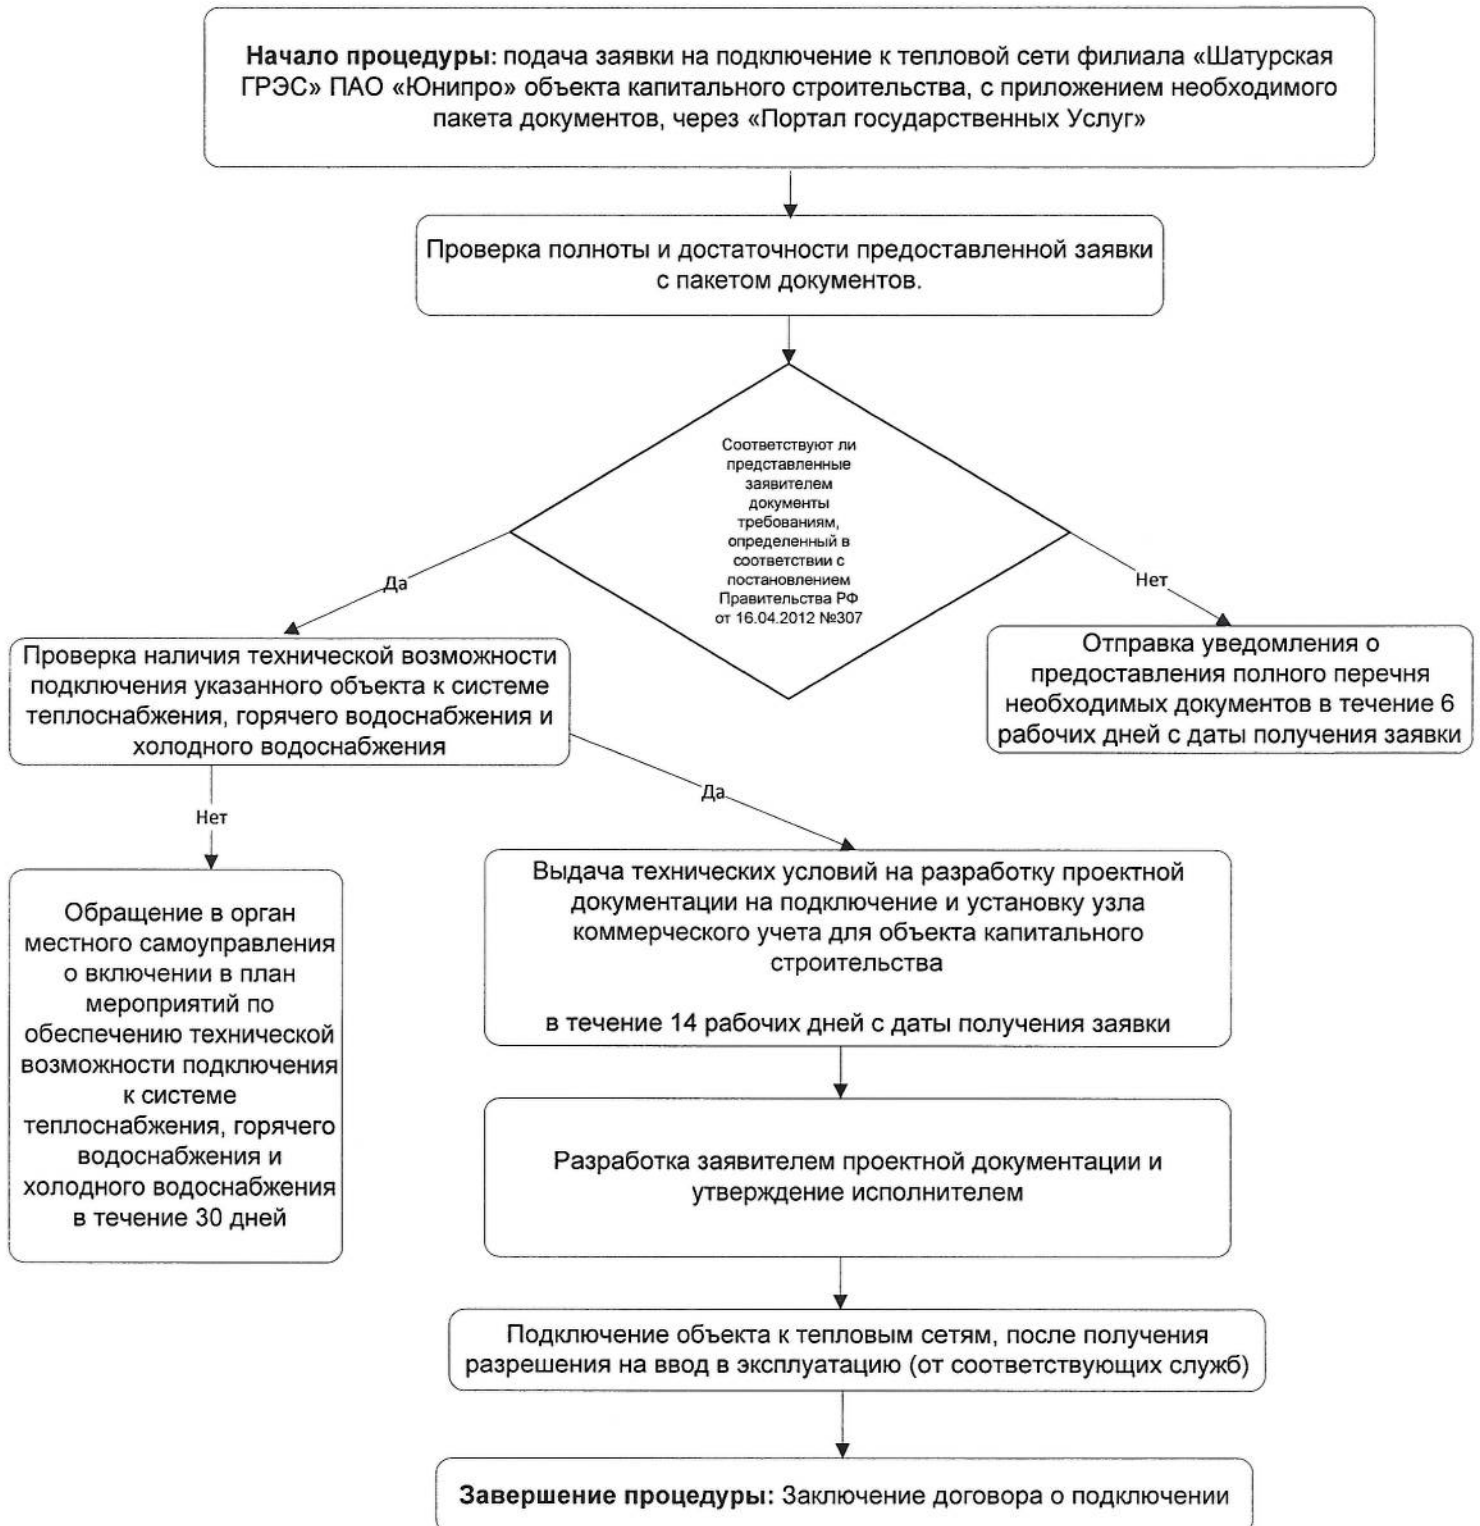 Начало процедуры: подача заявки на подключение к тепловой сети филиала «Шатурская
ГРЭС» ПАО «Юнипро» объекта капитального строительства, с приложением необходимого
пакета документов, через «Портал государственных Услуг»
Проверка полноты и достаточности предоставленной заявки
с пакетом документов.
Соответствуют ли
представленные
заявителем
документы
требованиям,
определенный в
соответствии с
постановлением
Правительства РФ
от 16.04.2012 №307
Да
Нет
Проверка наличия технической возможности
подключения указанного объекта к системе
теплоснабжения, горячего водоснабжения и
холодного водоснабжения
Отправка уведомления о
предоставления полного перечня
необходимых документов в течение 6
рабочих дней с даты получения заявки
Нет
Да
Обращение в орган
местного самоуправления
о включении в план
мероприятий по
обеспечению технической
возможности подключения
к системе
теплоснабжения, горячего
водоснабжения и
холодного водоснабжения
в течение 30 дней
Выдача технических условий на разработку проектной
документации на подключение и установку узла
коммерческого учета для объекта капитального
строительства
в течение 14 рабочих дней с даты получения заявки
Разработка заявителем проектной документации и
утверждение исполнителем
Подключение объекта к тепловым сетям, после получения
разрешения на ввод в эксплуатацию (от соответствующих служб)
Завершение процедуры: Заключение договора о подключении